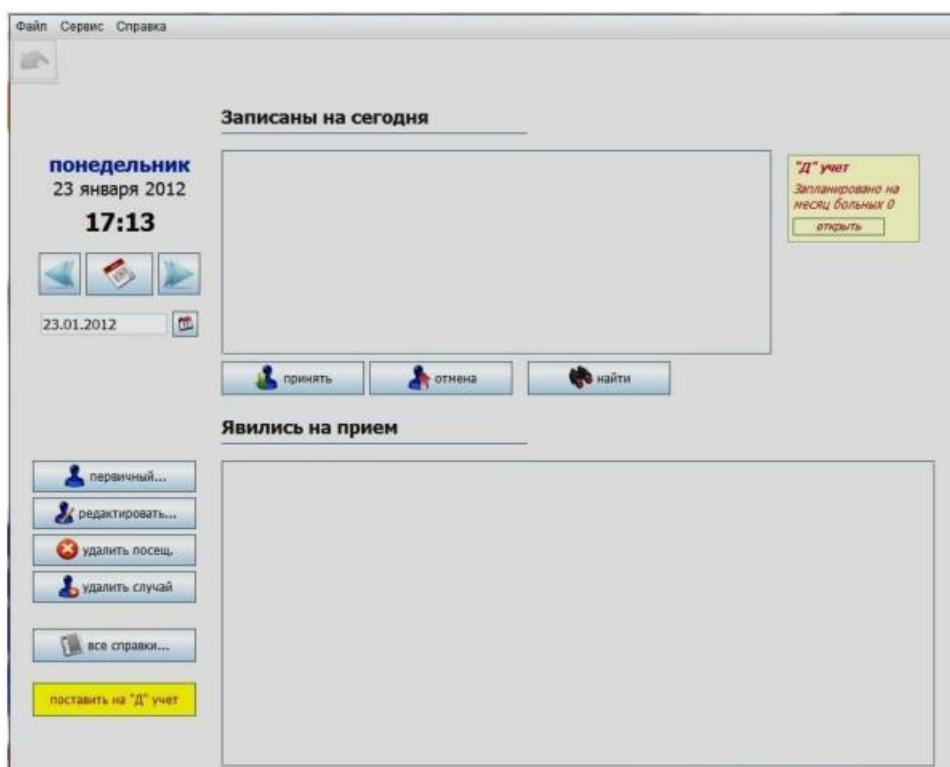 Файл Сервис Справка
Записаны на сегодня
понедельник
23 января 2012
17:13
23.01.2012
"Д" учет
Запланировано на
месяц больных 0
открыть
принять
отмена
найти
Явились на прием
первичный...
редактировать...
удалить посещ.
удалить случай
все справки...
поставить на "Д" учет